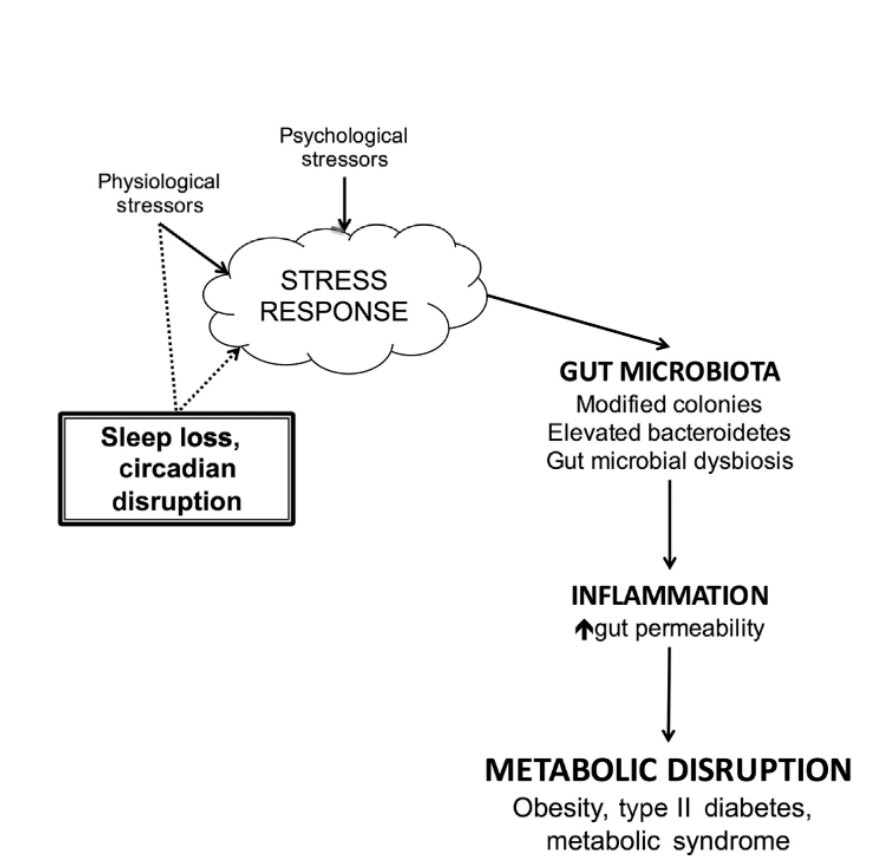 Psychological
stressors
Physiological
stressors
STRESS
RESPONSE
Sleep loss,
circadian
disruption
GUT MICROBIOTA
Modified colonies
Elevated bacteroidetes
Gut microbial dysbiosis
INFLAMMATION
🡅gut permeability
METABOLIC DISRUPTION
Obesity, type II diabetes,
metabolic syndrome